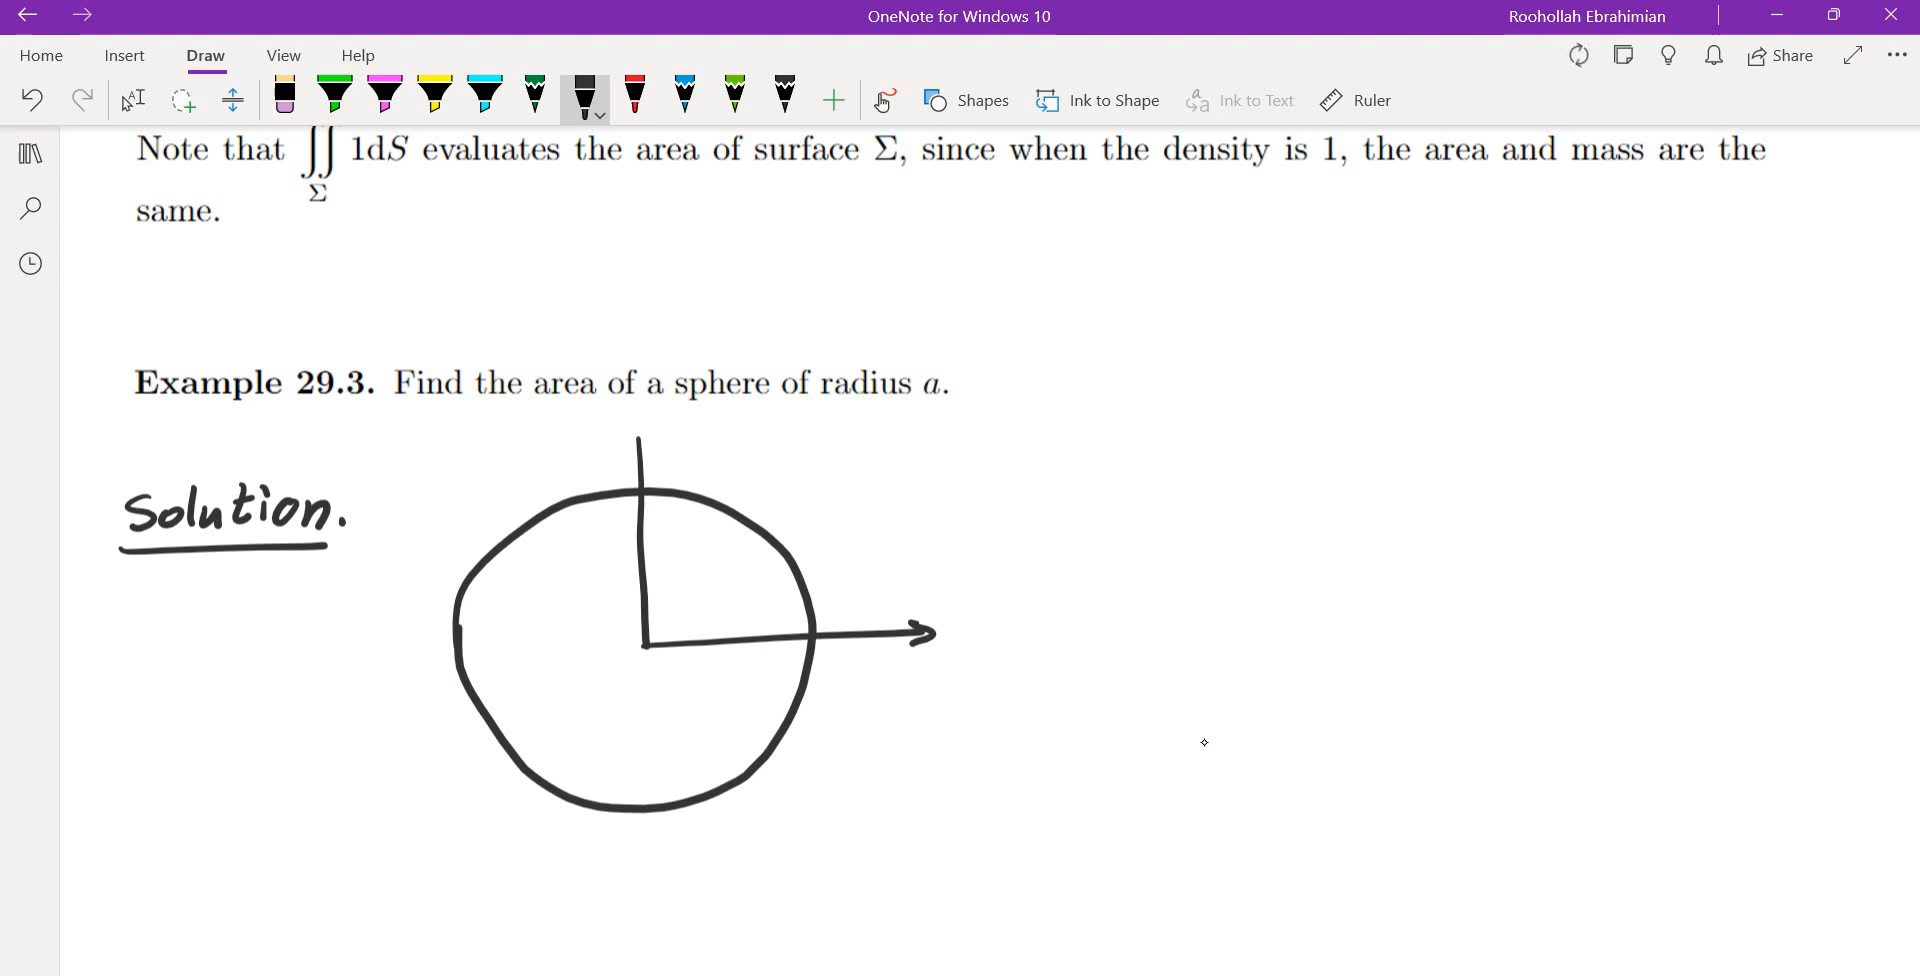 OneNote for Windows 10
Roohollah Ebrahimian
Home Insert Draw View Help
Share
Shapes Ink to Shape Ink to Text Ruler
Note that ∬ 1dS evaluates the area of surface Σ, since when the density is 1, the area and mass are the
Σ
same.
Example 29.3. Find the area of a sphere of radius a.
Solution.